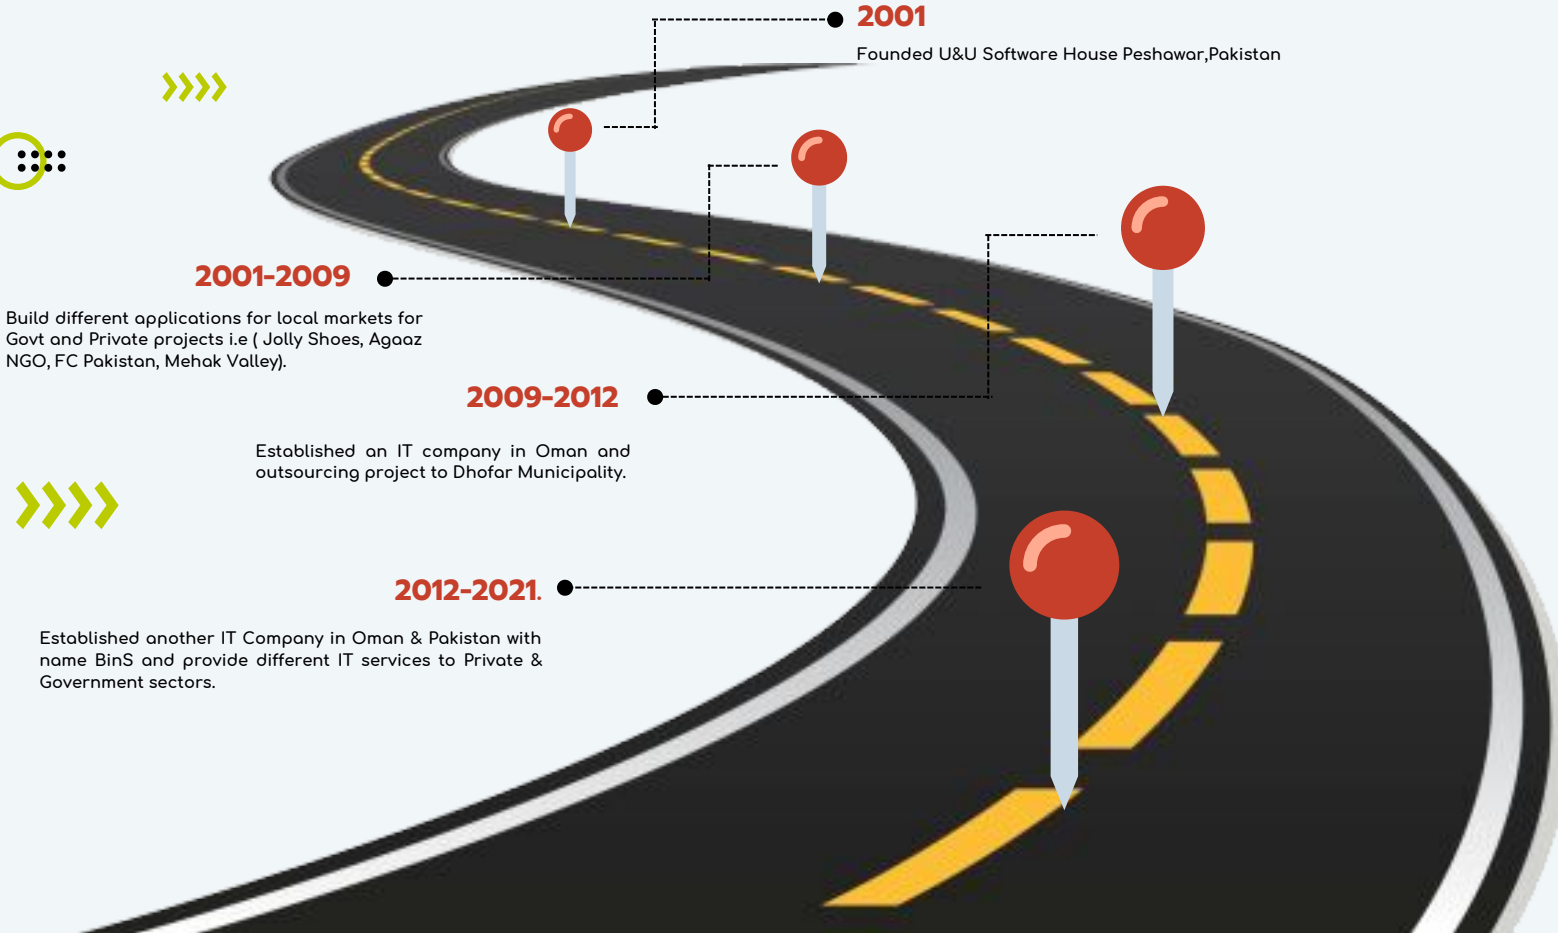 2001
Founded U&U Software House Peshawar,Pakistan
2001-2009
Build different applications for local markets for
Govt and Private projects i.e ( Jolly Shoes, Agaaz
NGO, FC Pakistan, Mehak Valley).
2009-2012
Established an IT company in Oman and
outsourcing project to Dhofar Municipality.
2012-2021.
Established another IT Company in Oman & Pakistan with
name BinS and provide different IT services to Private &
Government sectors.